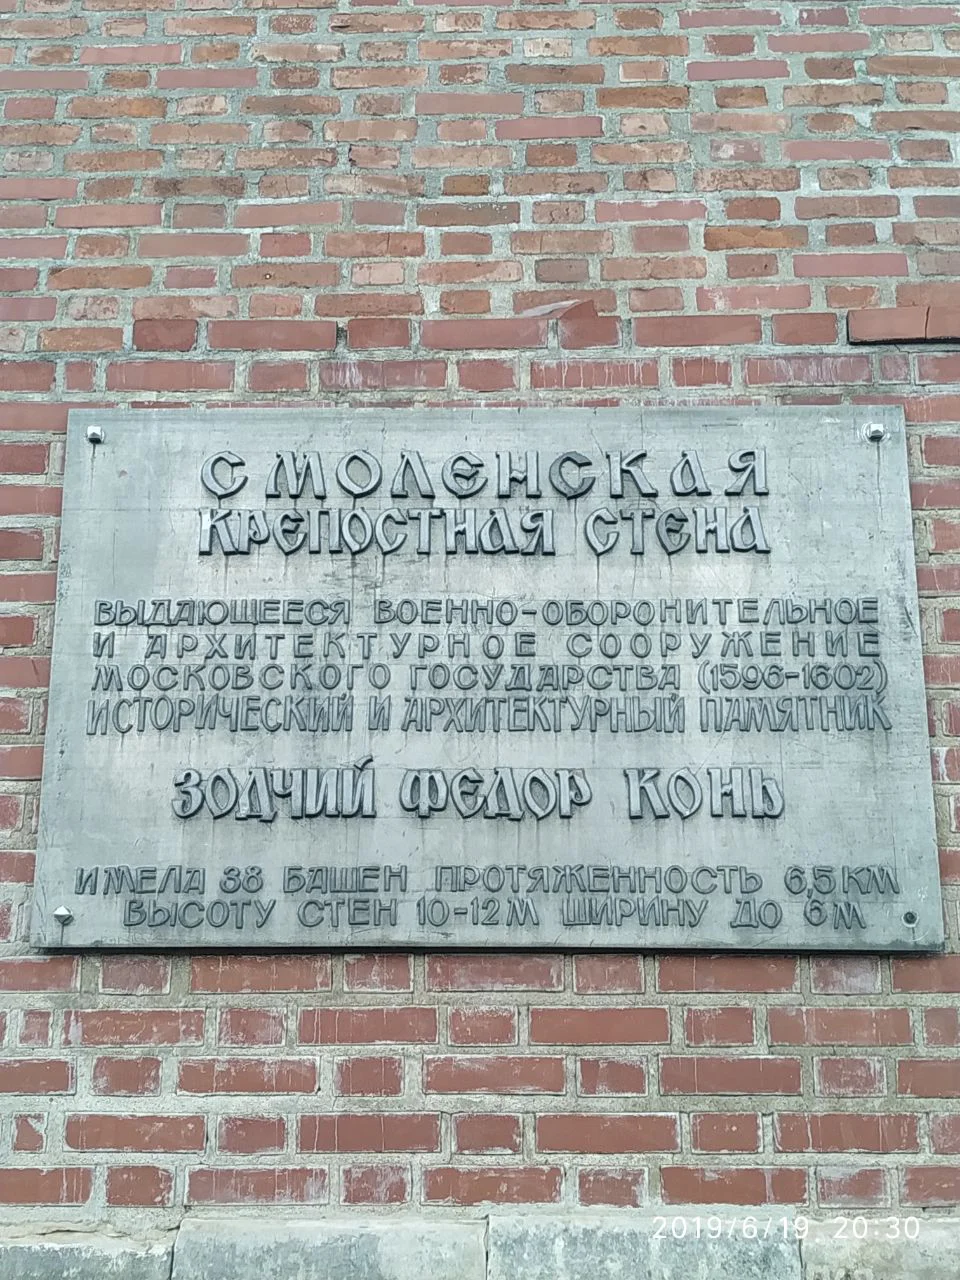 СМОЛЕНСКАЯ
КРЕПОСТНАЯ СТЕНА
ВЫДАЮЩЕЕСЯ ВОЕННО-ОБОРОНИТЕЛЬНОЕ
И АРХИТЕКТУРНОЕ СООРУЖЕНИЕ
МОСКОВСКОГО ГОСУДАРСТВА (1596-1602)
ИСТОРИЧЕСКИЙ И АРХИТЕКТУРНЫЙ ПАМЯТНИК
ЗОДЧИЙ ФЕДОР КОНЬ
ИМЕЛА 38 БАШЕН ПРОТЯЖЕННОСТЬ 6,5 КМ
ВЫСОТУ СТЕН 10-12 М ШИРИНУ ДО 6 М
2019/6/19 20:30